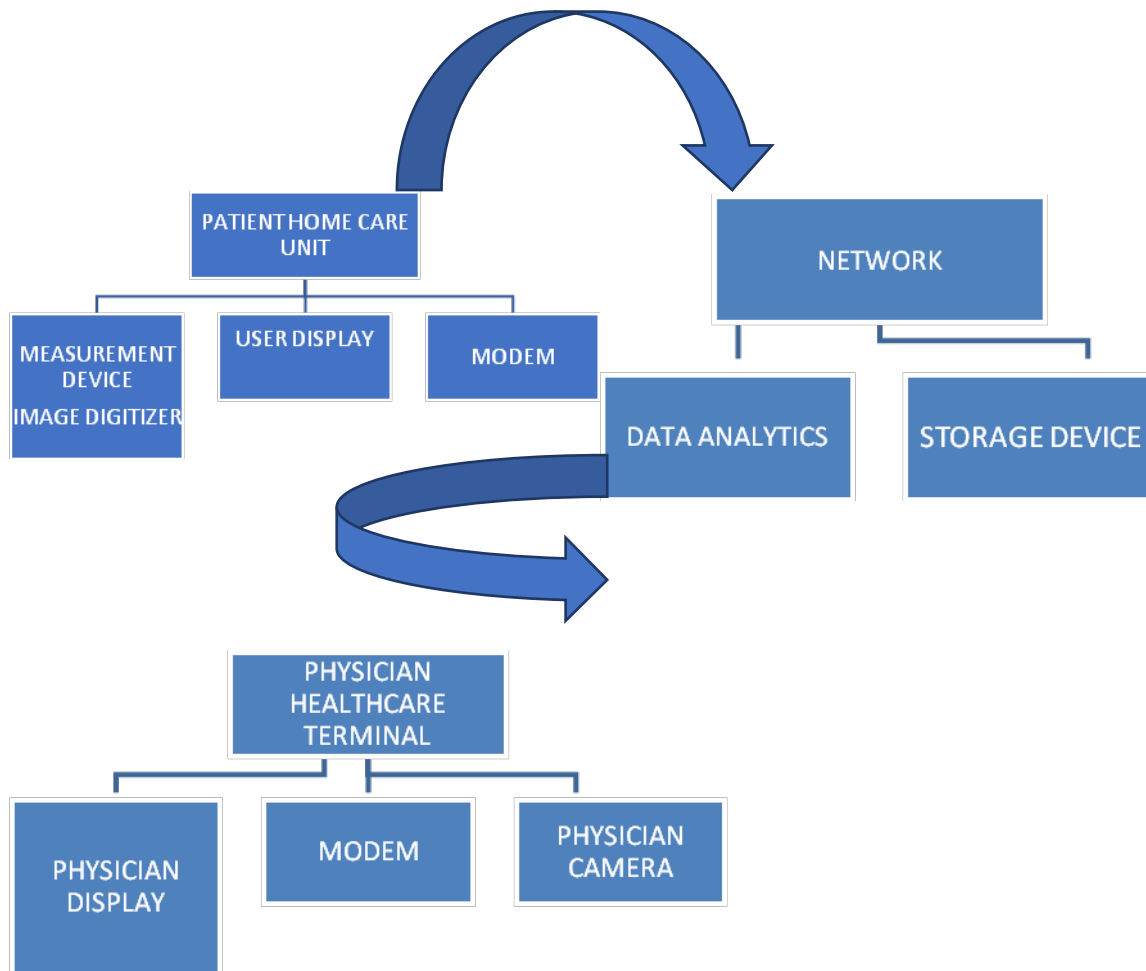 PATIENT HOME CARE
UNIT
MEASUREMENT
DEVICE
IMAGE DIGITIZER
USER DISPLAY
MODEM
NETWORK
DATA ANALYTICS
STORAGE DEVICE
PHYSICIAN
HEALTHCARE
TERMINAL
PHYSICIAN
DISPLAY
MODEM
PHYSICIAN
CAMERA